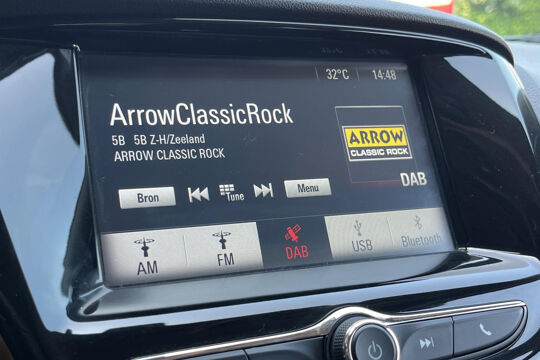 32°C 14:48
ArrowClassicRock
5B 5B Z-H/Zeeland
ARROW CLASSIC ROCK
ARROW
CLASSIC ROCK
DAB
Bron Tune Menu
AM FM DAB USB Bluetooth